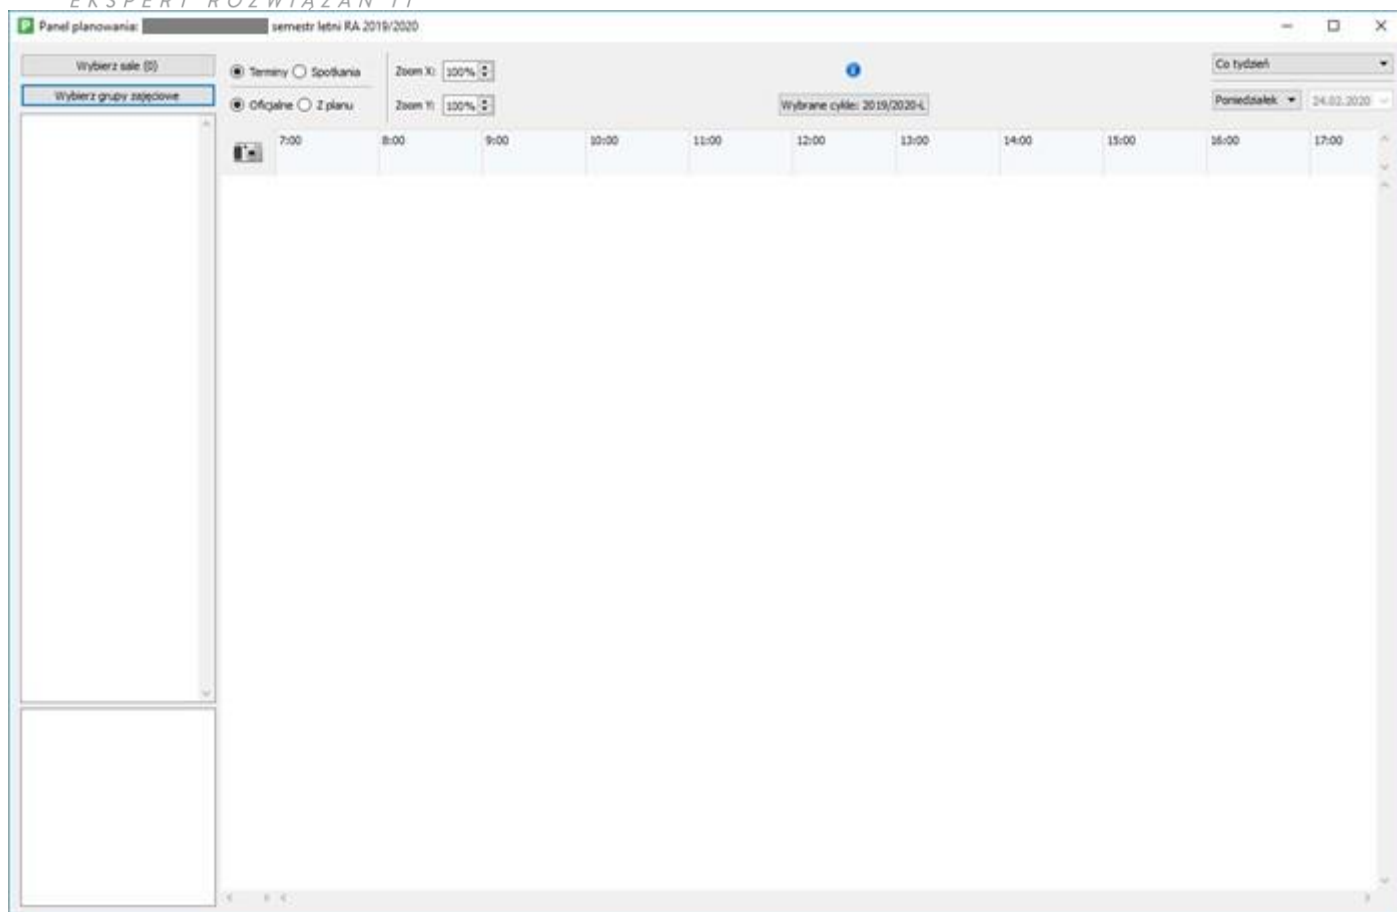 EKSPERT ROZWIĄZAŃ IT
Panel planowania: semestr letni RA 2019/2020
Wybierz sale (0)
Wybierz grupy zajęciowe
Terminy Spotkania
Oficjalne Z planu
Zoom X: 100%
Zoom Y: 100%
Wybrane cykle: 2019/2020-L
Co tydzień
Poniedziałek 24.02.2020
7:00 8:00 9:00 10:00 11:00 12:00 13:00 14:00 15:00 16:00 17:00